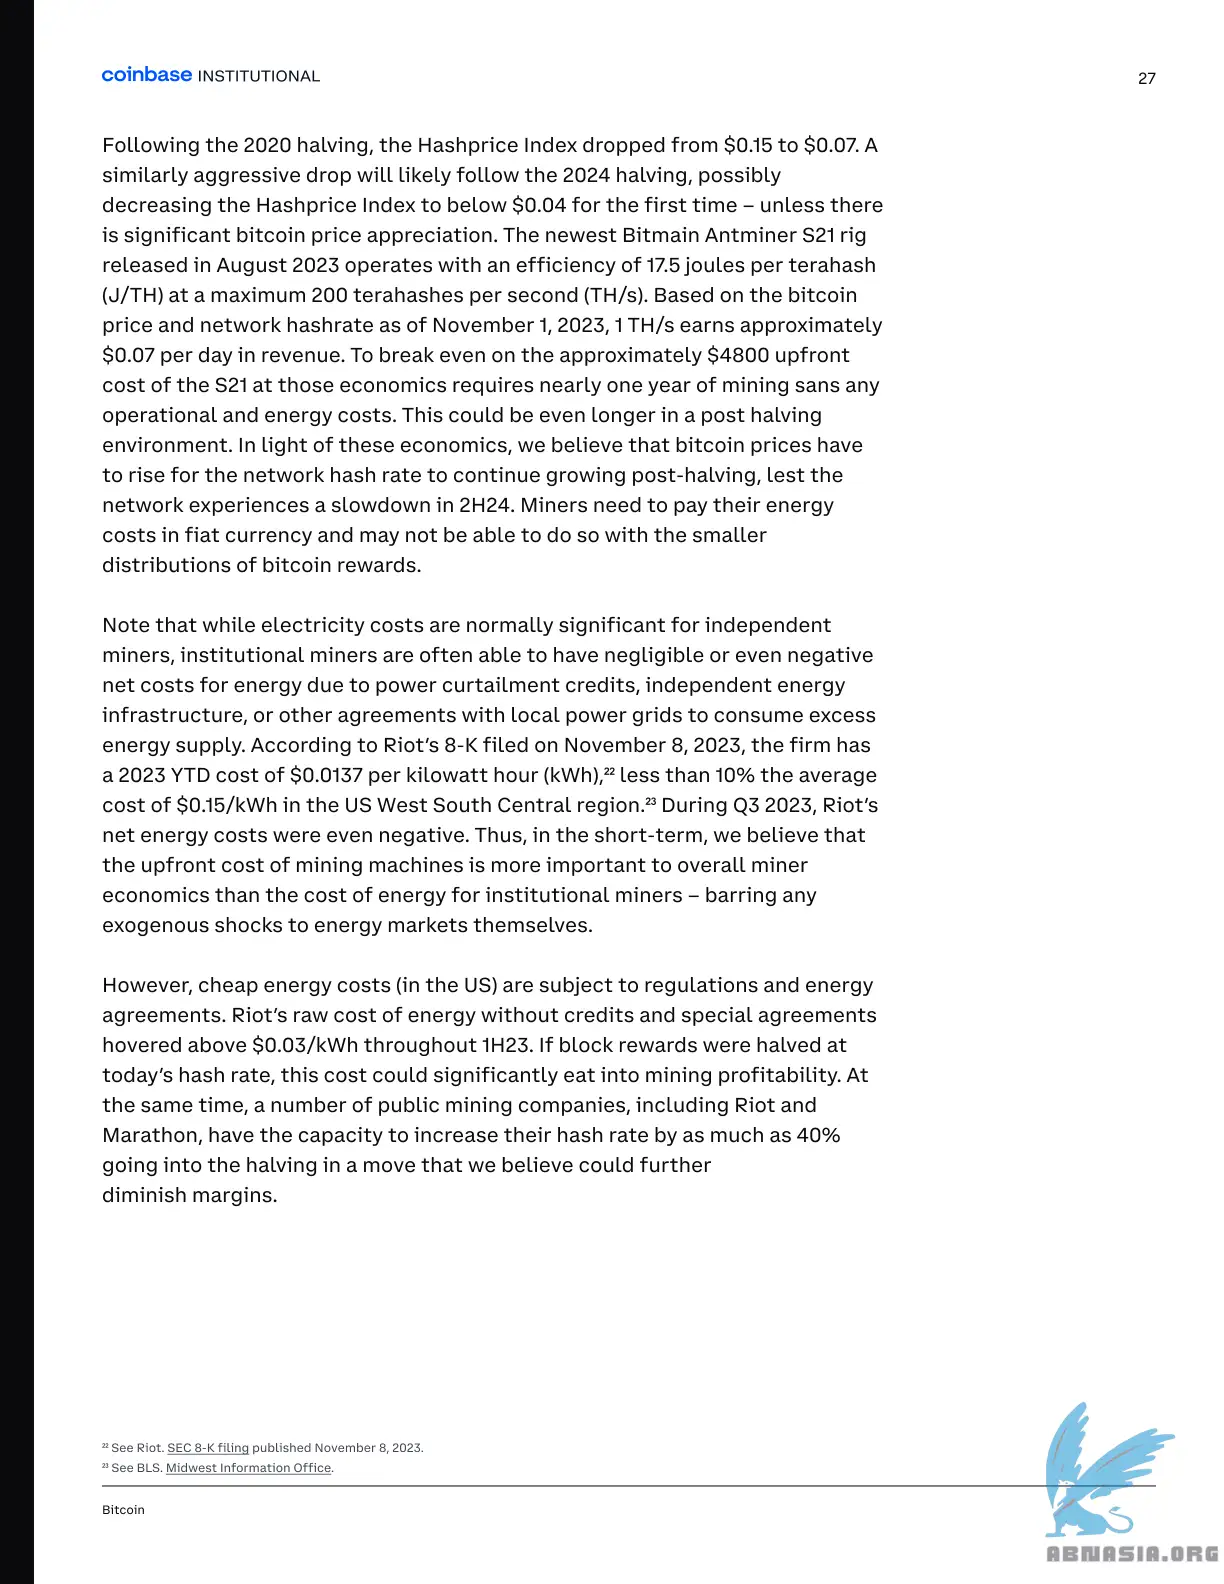 coinbase INSTITUTIONAL
27
Following the 2020 halving, the Hashprice Index dropped from $0.15 to $0.07. A
similarly aggressive drop will likely follow the 2024 halving, possibly
decreasing the Hashprice Index to below $0.04 for the first time – unless there
is significant bitcoin price appreciation. The newest Bitmain Antminer S21 rig
released in August 2023 operates with an efficiency of 17.5 joules per terahash
(J/TH) at a maximum 200 terahashes per second (TH/s). Based on the bitcoin
price and network hashrate as of November 1, 2023, 1 TH/s earns approximately
$0.07 per day in revenue. To break even on the approximately $4800 upfront
cost of the S21 at those economics requires nearly one year of mining sans any
operational and energy costs. This could be even longer in a post halving
environment. In light of these economics, we believe that bitcoin prices have
to rise for the network hash rate to continue growing post-halving, lest the
network experiences a slowdown in 2H24. Miners need to pay their energy
costs in fiat currency and may not be able to do so with the smaller
distributions of bitcoin rewards.
Note that while electricity costs are normally significant for independent
miners, institutional miners are often able to have negligible or even negative
net costs for energy due to power curtailment credits, independent energy
infrastructure, or other agreements with local power grids to consume excess
energy supply. According to Riot’s 8-K filed on November 8, 2023, the firm has
a 2023 YTD cost of $0.0137 per kilowatt hour (kWh),²² less than 10% the average
cost of $0.15/kWh in the US West South Central region.²³ During Q3 2023, Riot’s
net energy costs were even negative. Thus, in the short-term, we believe that
the upfront cost of mining machines is more important to overall miner
economics than the cost of energy for institutional miners – barring any
exogenous shocks to energy markets themselves.
However, cheap energy costs (in the US) are subject to regulations and energy
agreements. Riot’s raw cost of energy without credits and special agreements
hovered above $0.03/kWh throughout 1H23. If block rewards were halved at
today’s hash rate, this cost could significantly eat into mining profitability. At
the same time, a number of public mining companies, including Riot and
Marathon, have the capacity to increase their hash rate by as much as 40%
going into the halving in a move that we believe could further
diminish margins.
²² See Riot. SEC 8-K filing published November 8, 2023.
²³ See BLS. Midwest Information Office.
Bitcoin
ABNASIA.ORG